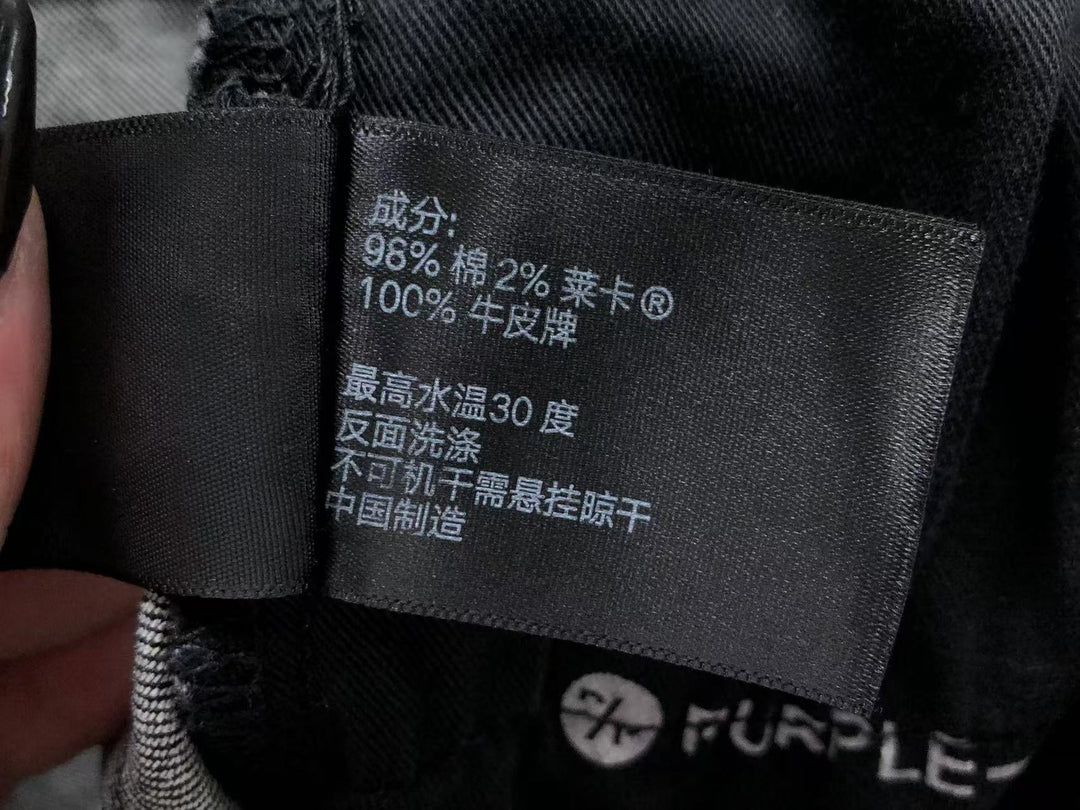 成分:
98% 棉 2% 莱卡®
100% 牛皮牌
最高水温30 度
反面洗涤
不可机干需悬挂晾干
中国制造
PURPLE